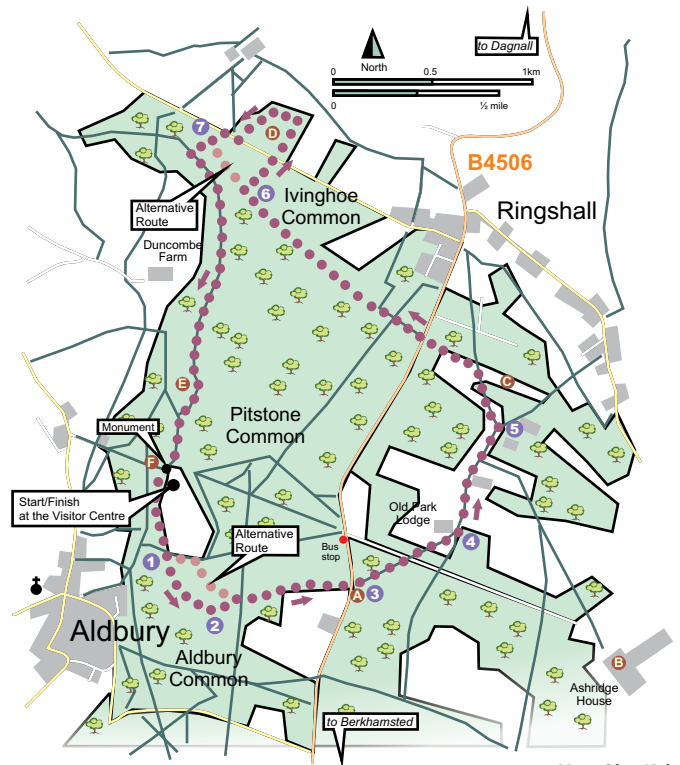 to Dagnall
North
0 0.5 1km
0 ½ mile
B4506
7
D
6
Ivinghoe
Common
Ringshall
Alternative
Route
Duncombe
Farm
E
C
Pitstone
Common
5
Monument
F
Start/Finish
at the Visitor Centre
Old Park
Lodge
Alternative
Route
Bus
stop
4
1
A
3
2
Aldbury
Aldbury
Common
B
Ashridge
House
to Berkhamsted